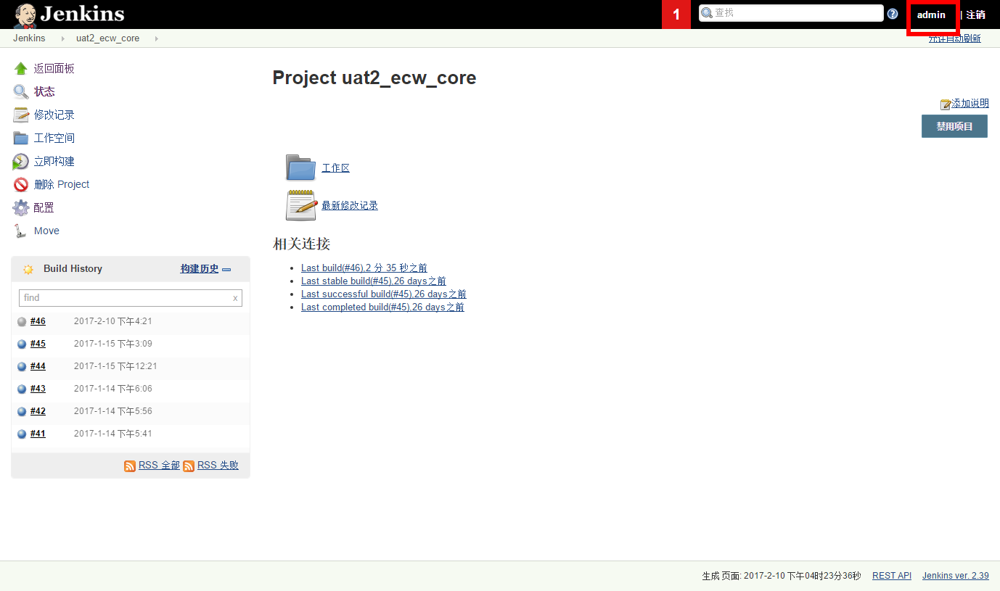 Jenkins
1
查找
admin
| 注销
Jenkins
uat2_ecw_core
允许自动刷新
返回面板
状态
修改记录
工作空间
立即构建
删除 Project
配置
Move
Build History
构建历史
find
x
#46 2017-2-10 下午4:21
#45 2017-1-15 下午3:09
#44 2017-1-15 下午12:21
#43 2017-1-14 下午6:06
#42 2017-1-14 下午5:56
#41 2017-1-14 下午5:41
RSS 全部 RSS 失败
Project uat2_ecw_core
添加说明
禁用项目
工作区
最新修改记录
相关连接
Last build(#46),2 分 35 秒之前
Last stable build(#45),26 days之前
Last successful build(#45),26 days之前
Last completed build(#45),26 days之前
生成 页面: 2017-2-10 下午04时23分36秒 REST API Jenkins ver. 2.39